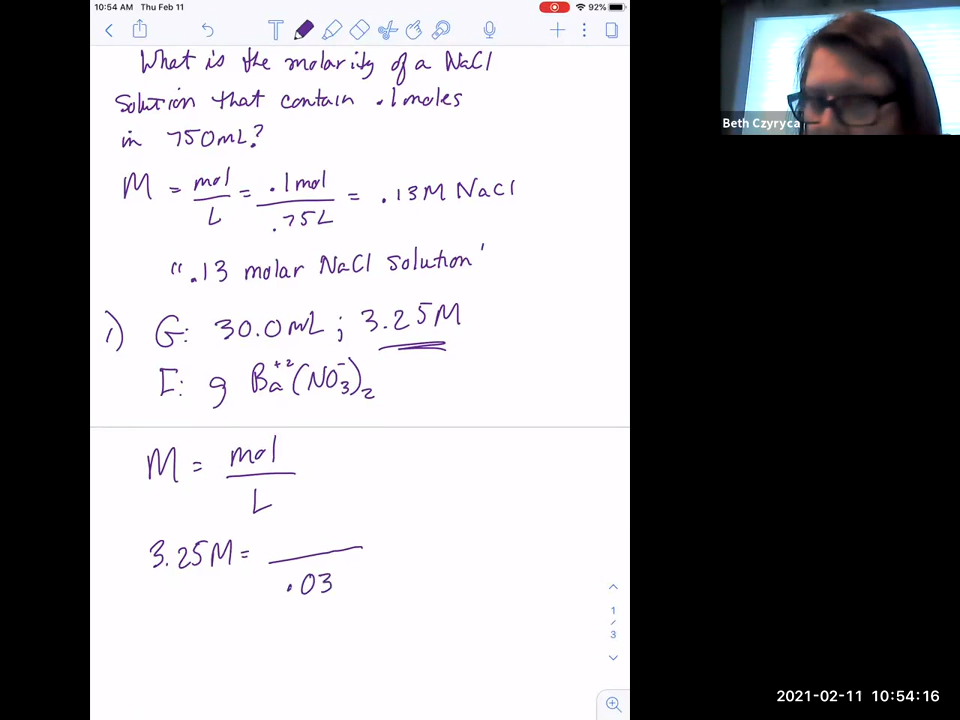 10:54 AM Thu Feb 11
92%
What is the molarity of a NaCl
solution that contain .1 moles
in 750mL?
M = mol/L = .1mol/.75L = .13M NaCl
".13 molar NaCl solution"
1) G: 30.0mL ; 3.25M
I: g Ba⁺²(NO₃⁻)₂
M = mol/L
3.25M = /.03
1
/
3
Beth Czyryca
2021-02-11 10:54:16